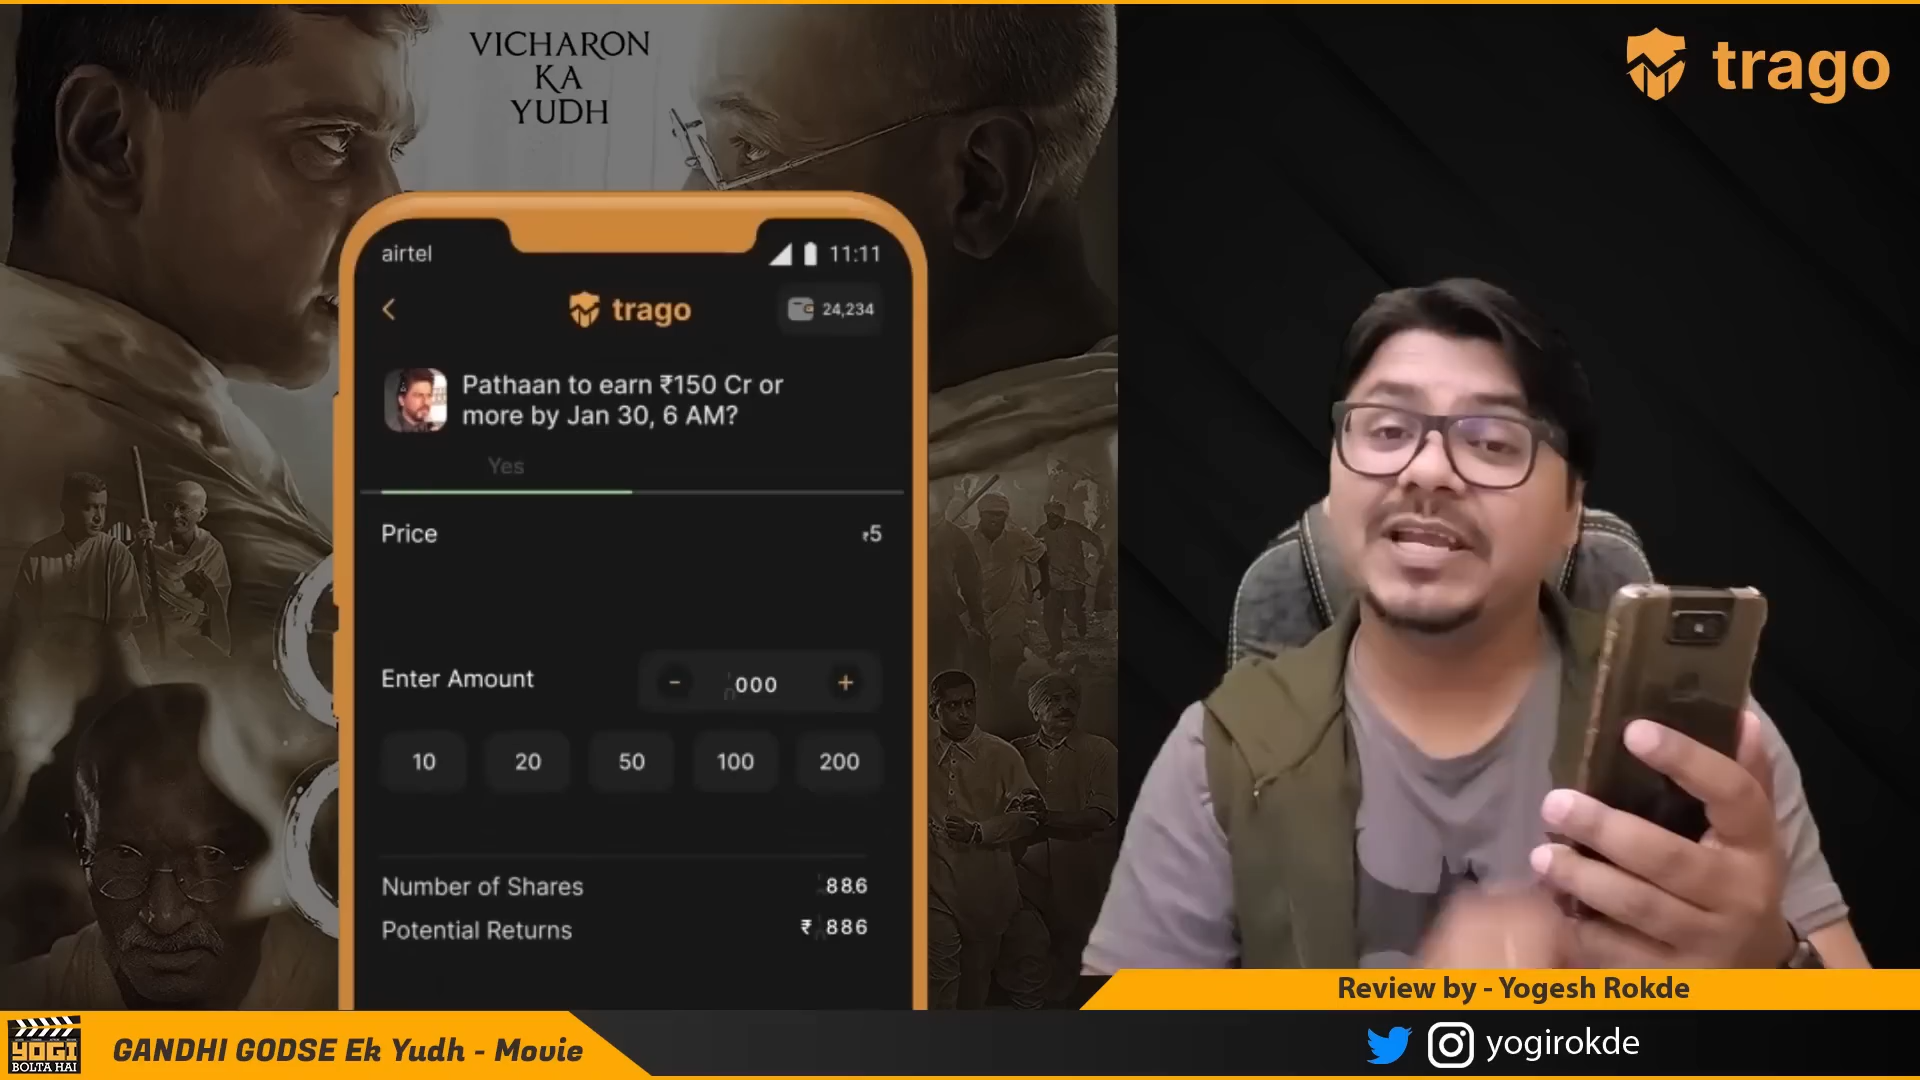 VICHARON
KA
YUDH
trago
airtel
11:11
trago
24,234
Pathaan to earn ₹150 Cr or
more by Jan 30, 6 AM?
Yes
Price
₹5
Enter Amount
-
000
+
10
20
50
100
200
Number of Shares
886
Potential Returns
₹ 886
Review by - Yogesh Rokde
YOGI
BOLTA HAI
GANDHI GODSE Ek Yudh - Movie
yogirokde